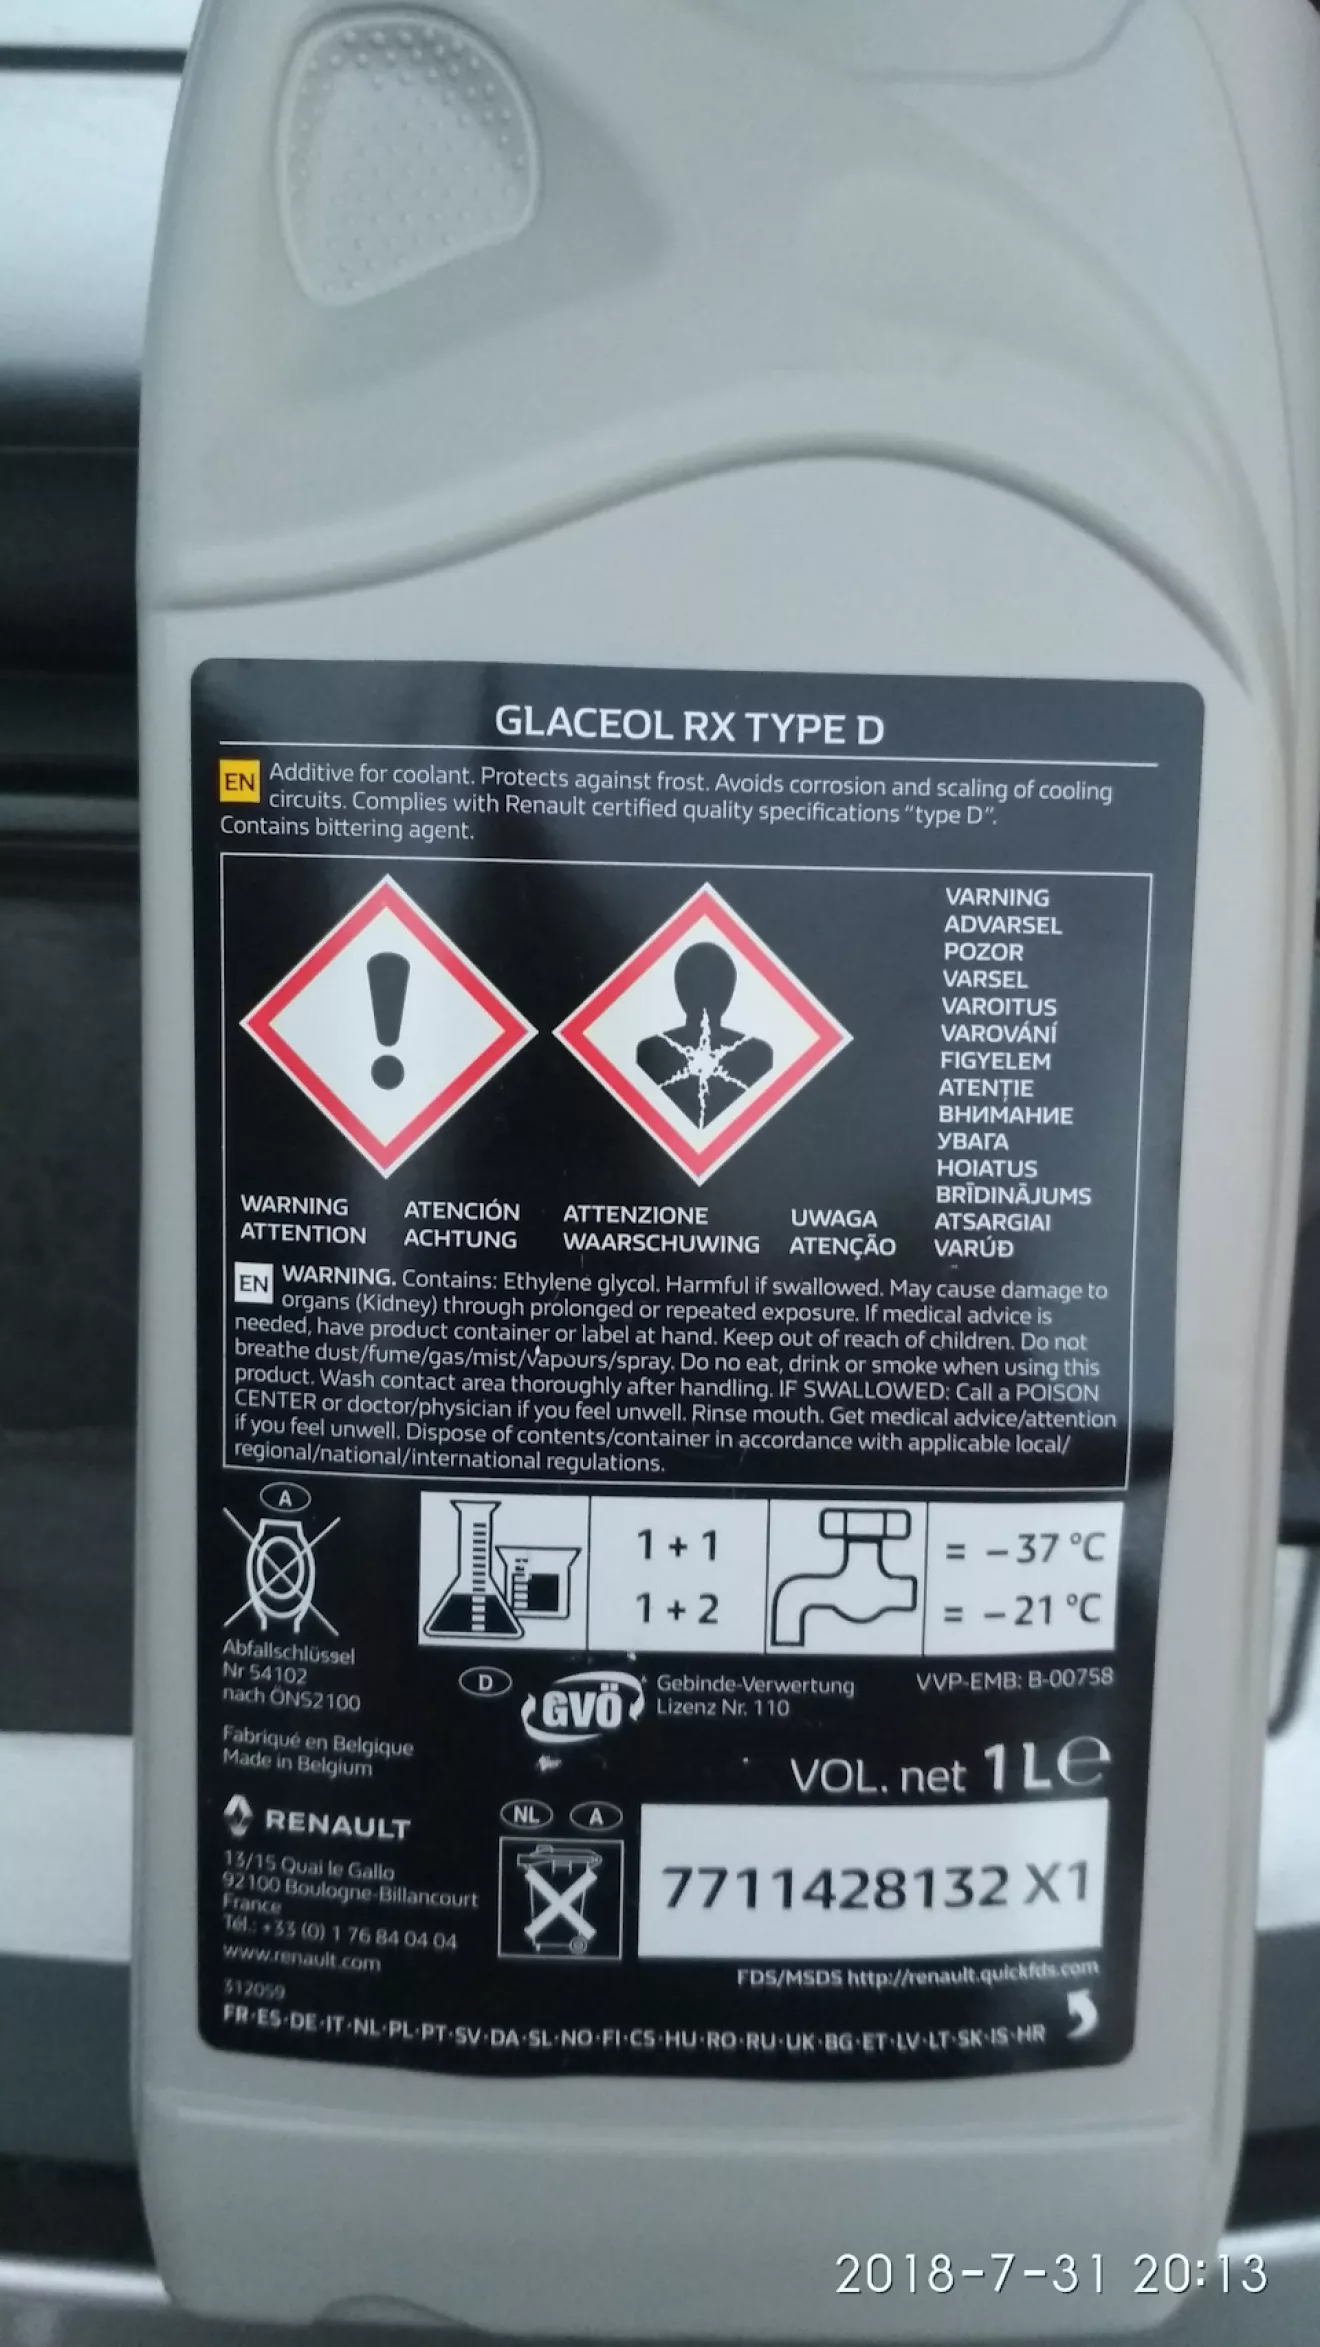 GLACEOL RX TYPE D
EN Additive for coolant. Protects against frost. Avoids corrosion and scaling of cooling
circuits. Complies with Renault certified quality specifications "type D".
Contains bittering agent.
VARNING
ADVARSEL
POZOR
VARSEL
VAROITUS
VAROVÁNÍ
FIGYELEM
ATENȚIE
ВНИМАНИЕ
УВАГА
HOIATUS
BRĪDINĀJUMS
ATSARGIAI
VARÚÐ
WARNING ATENCIÓN ATTENZIONE UWAGA
ATTENTION ACHTUNG WAARSCHUWING ATENÇÃO
EN WARNING. Contains: Ethylene glycol. Harmful if swallowed. May cause damage to
organs (Kidney) through prolonged or repeated exposure. If medical advice is
needed, have product container or label at hand. Keep out of reach of children. Do not
breathe dust/fume/gas/mist/vapours/spray. Do no eat, drink or smoke when using this
product. Wash contact area thoroughly after handling. IF SWALLOWED: Call a POISON
CENTER or doctor/physician if you feel unwell. Rinse mouth. Get medical advice/attention
if you feel unwell. Dispose of contents/container in accordance with applicable local/
regional/national/international regulations.
A
1 + 1 = -37 °C
1 + 2 = -21 °C
Abfallschlüssel
Nr 54102
nach ÖNS2100
D GVÖ Gebinde-Verwertung
Lizenz Nr. 110
VVP-EMB: B-00758
Fabriqué en Belgique
Made in Belgium
VOL. net 1 L e
RENAULT
13/15 Quai le Gallo
92100 Boulogne-Billancourt
France
Tél.: +33 (0) 1 76 84 04 04
www.renault.com
NL A
7711428132 X1
FDS/MSDS http://renault.quickfds.com
312059
FR·ES·DE·IT·NL·PL·PT·SV·DA·SL·NO·FI·CS·HU·RO·RU·UK·BG·ET·LV·LT·SK·IS·HR
2018-7-31 20:13